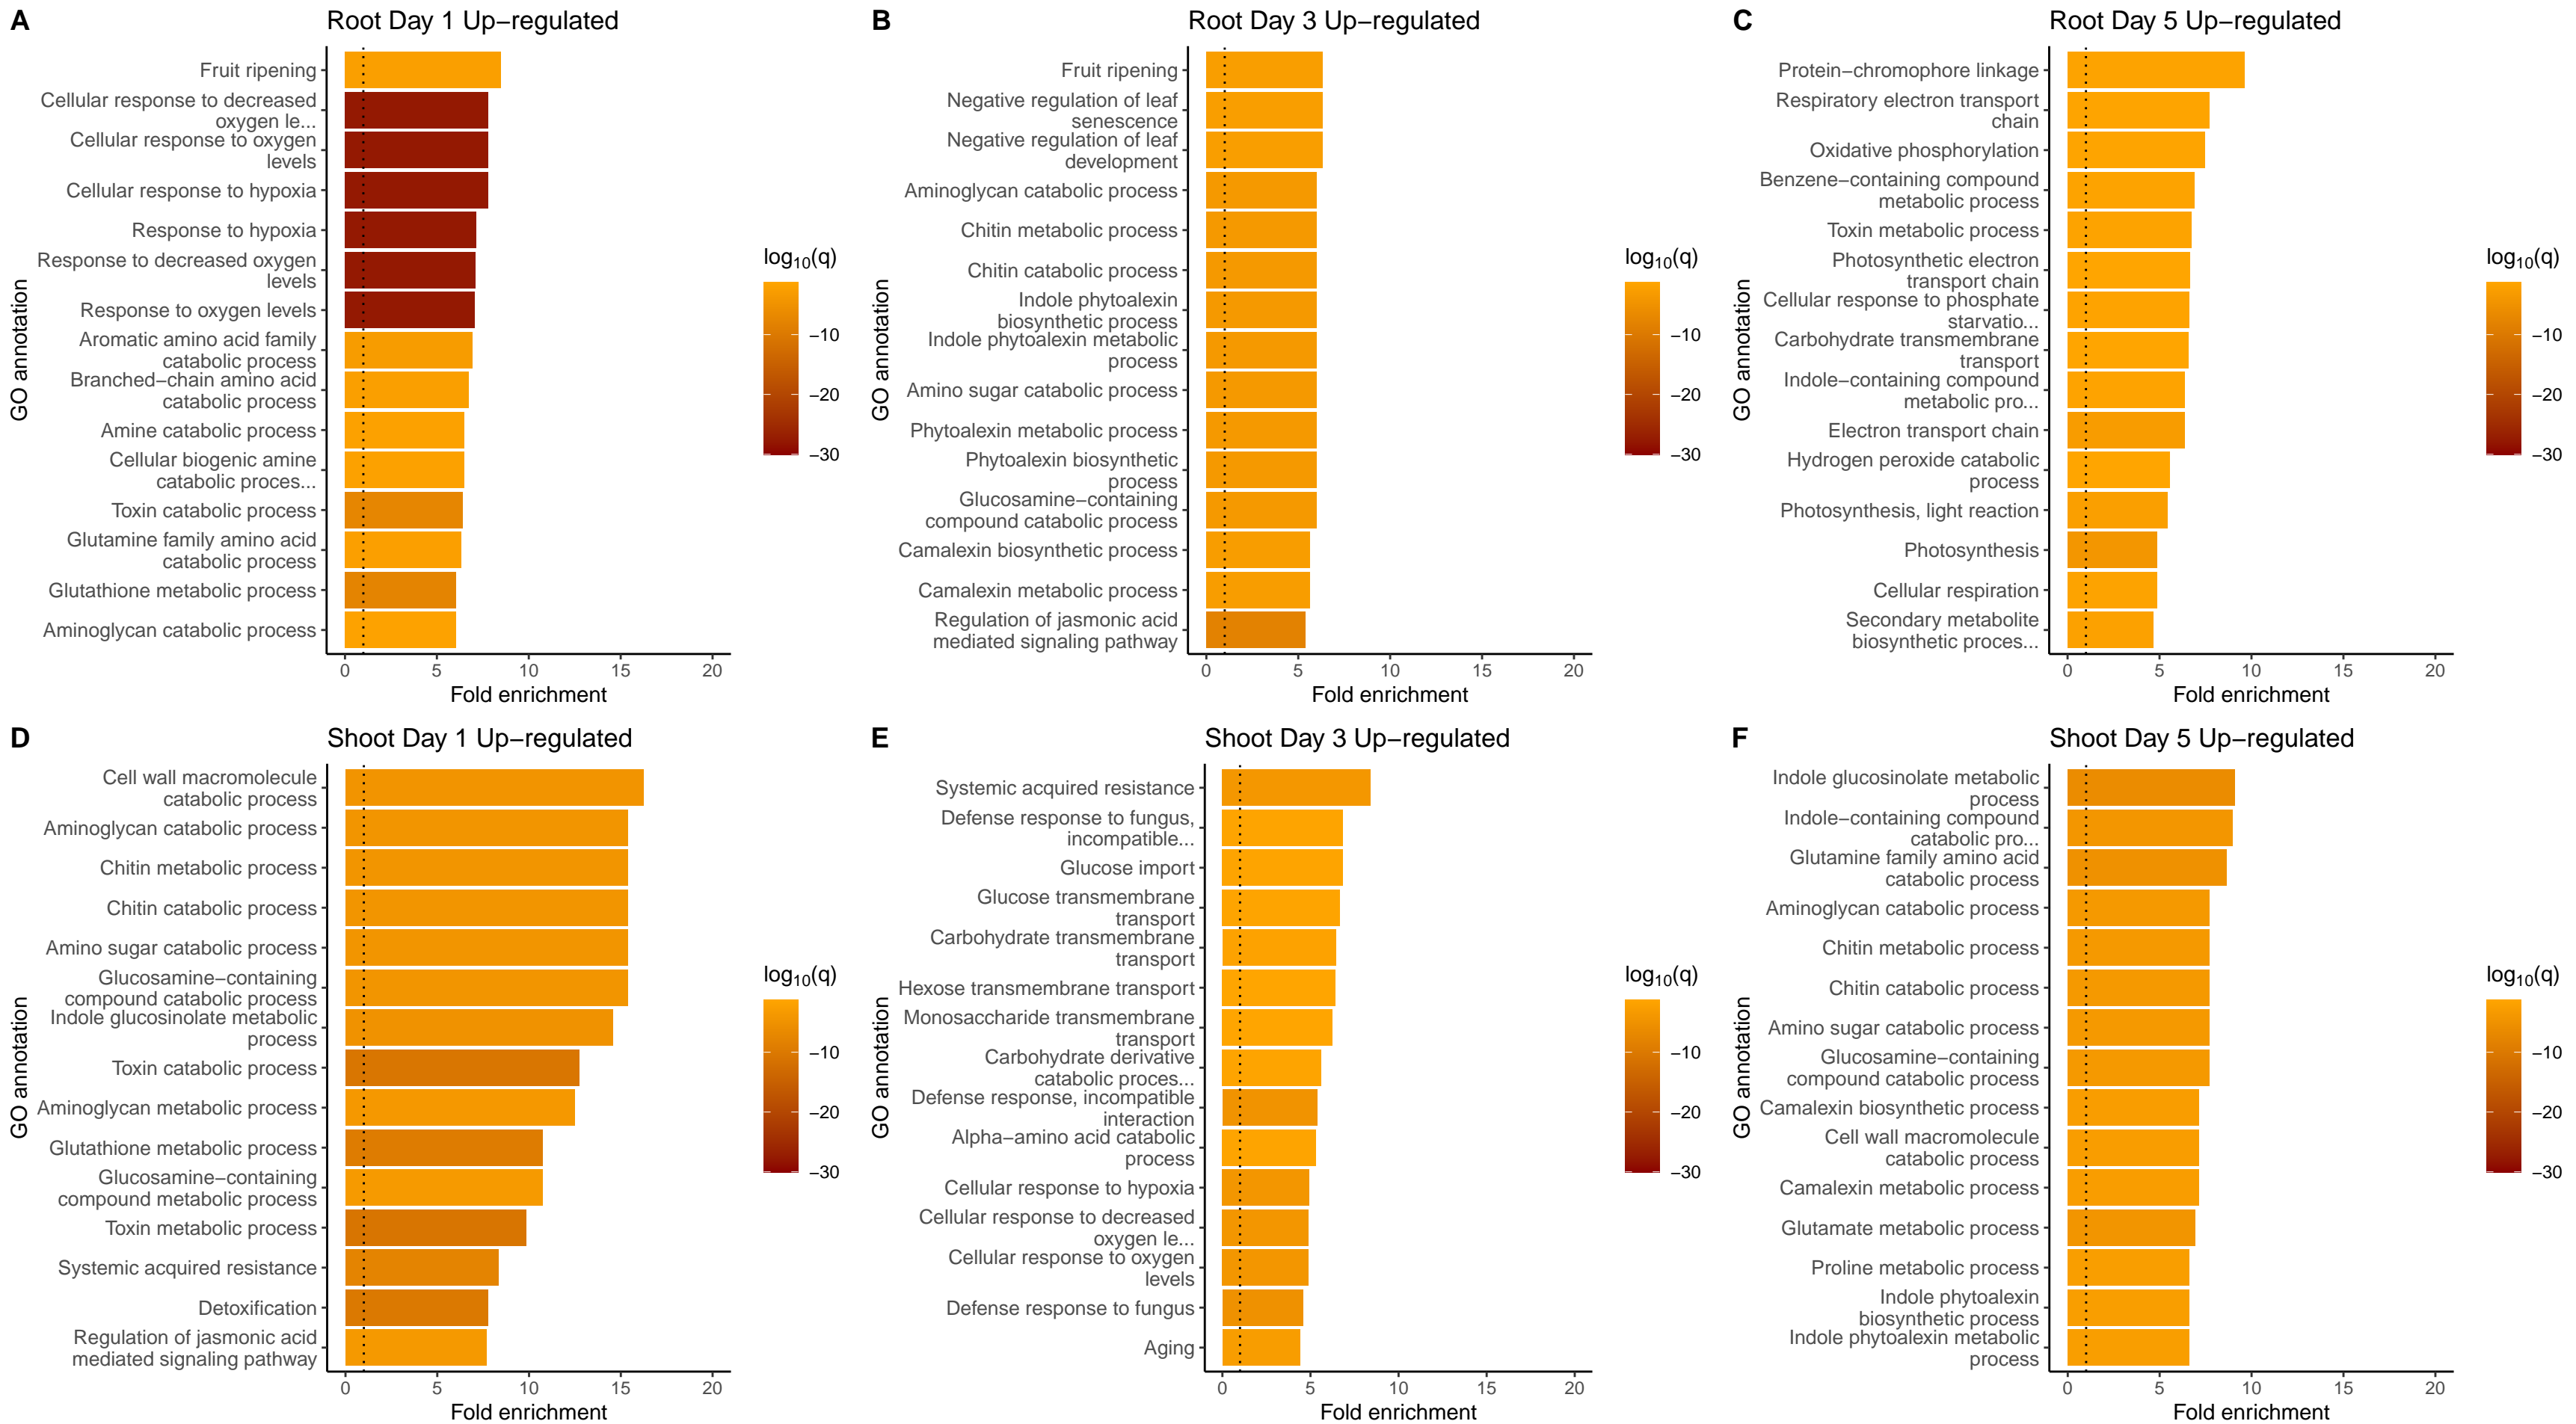 A
Root Day 1 Up−regulated
GO annotation
Fruit ripening
Cellular response to decreased
oxygen le...
Cellular response to oxygen
levels
Cellular response to hypoxia
Response to hypoxia
Response to decreased oxygen
levels
Response to oxygen levels
Aromatic amino acid family
catabolic process
Branched−chain amino acid
catabolic process
Amine catabolic process
Cellular biogenic amine
catabolic proces...
Toxin catabolic process
Glutamine family amino acid
catabolic process
Glutathione metabolic process
Aminoglycan catabolic process
0 5 10 15 20
Fold enrichment
log10(q)
−10
−20
−30
B
Root Day 3 Up−regulated
GO annotation
Fruit ripening
Negative regulation of leaf
senescence
Negative regulation of leaf
development
Aminoglycan catabolic process
Chitin metabolic process
Chitin catabolic process
Indole phytoalexin
biosynthetic process
Indole phytoalexin metabolic
process
Amino sugar catabolic process
Phytoalexin metabolic process
Phytoalexin biosynthetic
process
Glucosamine−containing
compound catabolic process
Camalexin biosynthetic process
Camalexin metabolic process
Regulation of jasmonic acid
mediated signaling pathway
0 5 10 15 20
Fold enrichment
log10(q)
−10
−20
−30
C
Root Day 5 Up−regulated
GO annotation
Protein−chromophore linkage
Respiratory electron transport
chain
Oxidative phosphorylation
Benzene−containing compound
metabolic process
Toxin metabolic process
Photosynthetic electron
transport chain
Cellular response to phosphate
starvatio...
Carbohydrate transmembrane
transport
Indole−containing compound
metabolic pro...
Electron transport chain
Hydrogen peroxide catabolic
process
Photosynthesis, light reaction
Photosynthesis
Cellular respiration
Secondary metabolite
biosynthetic proces...
0 5 10 15 20
Fold enrichment
log10(q)
−10
−20
−30
D
Shoot Day 1 Up−regulated
GO annotation
Cell wall macromolecule
catabolic process
Aminoglycan catabolic process
Chitin metabolic process
Chitin catabolic process
Amino sugar catabolic process
Glucosamine−containing
compound catabolic process
Indole glucosinolate metabolic
process
Toxin catabolic process
Aminoglycan metabolic process
Glutathione metabolic process
Glucosamine−containing
compound metabolic process
Toxin metabolic process
Systemic acquired resistance
Detoxification
Regulation of jasmonic acid
mediated signaling pathway
0 5 10 15 20
Fold enrichment
log10(q)
−10
−20
−30
E
Shoot Day 3 Up−regulated
GO annotation
Systemic acquired resistance
Defense response to fungus,
incompatible...
Glucose import
Glucose transmembrane
transport
Carbohydrate transmembrane
transport
Hexose transmembrane transport
Monosaccharide transmembrane
transport
Carbohydrate derivative
catabolic proces...
Defense response, incompatible
interaction
Alpha−amino acid catabolic
process
Cellular response to hypoxia
Cellular response to decreased
oxygen le...
Cellular response to oxygen
levels
Defense response to fungus
Aging
0 5 10 15 20
Fold enrichment
log10(q)
−10
−20
−30
F
Shoot Day 5 Up−regulated
GO annotation
Indole glucosinolate metabolic
process
Indole−containing compound
catabolic pro...
Glutamine family amino acid
catabolic process
Aminoglycan catabolic process
Chitin metabolic process
Chitin catabolic process
Amino sugar catabolic process
Glucosamine−containing
compound catabolic process
Camalexin biosynthetic process
Cell wall macromolecule
catabolic process
Camalexin metabolic process
Glutamate metabolic process
Proline metabolic process
Indole phytoalexin
biosynthetic process
Indole phytoalexin metabolic
process
0 5 10 15 20
Fold enrichment
log10(q)
−10
−20
−30